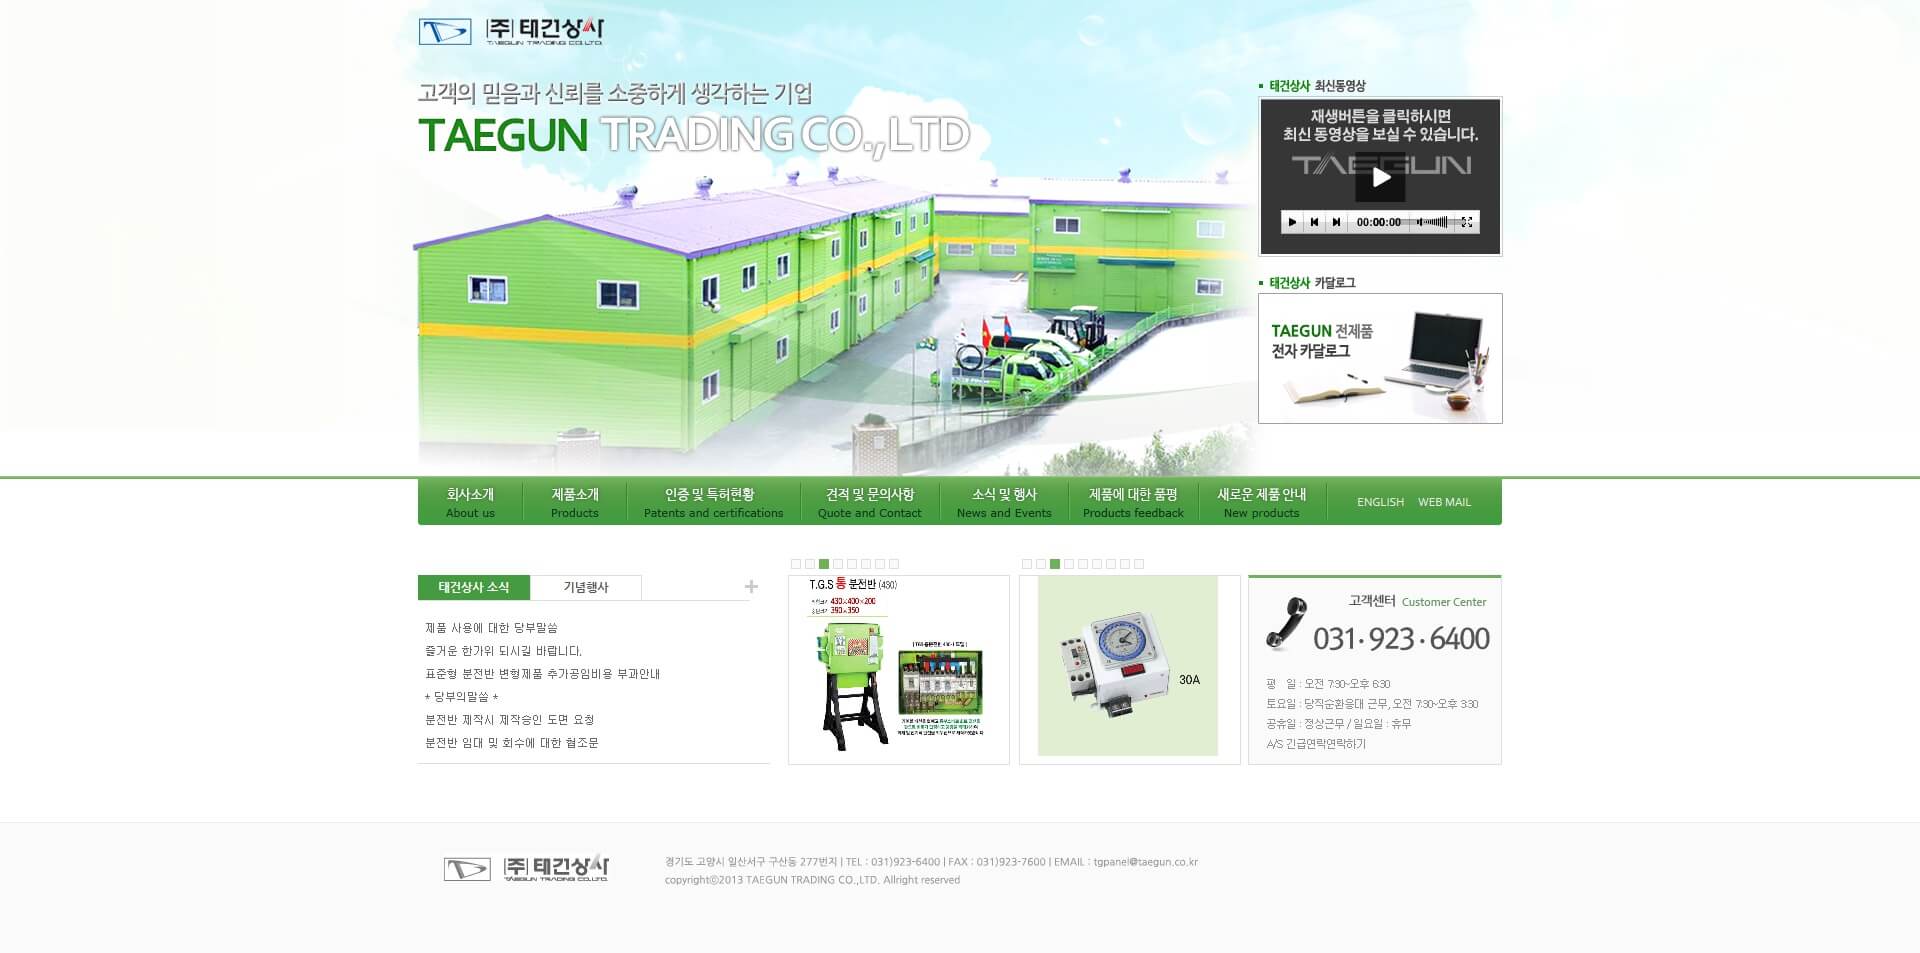 (주)태건상사
TAEGUN TRADING CO.LTD.
고객의 믿음과 신뢰를 소중하게 생각하는 기업
TAEGUN TRADING CO.,LTD
태건상사 최신동영상
재생버튼을 클릭하시면
최신 동영상을 보실 수 있습니다.
TAEGUN
00:00:00
태건상사 카달로그
TAEGUN 전제품
전자 카달로그
회사소개 제품소개 인증 및 특허현황 견적 및 문의사항 소식 및 행사 제품에 대한 품평 새로운 제품 안내 ENGLISH WEB MAIL
About us Products Patents and certifications Quote and Contact News and Events Products feedback New products
태건상사 소식 기념행사
제품 사용에 대한 당부말씀
즐거운 한가위 되시길 바랍니다.
표준형 분전반 변형제품 추가공임비용 부과안내
* 당부의말씀 *
분전반 제작시 제작승인 도면 요청
분전반 임대 및 회수에 대한 협조문
T.G.S 통 분전반 (430)
430×400×200
390×350
30A
고객센터 Customer Center
031·923·6400
평 일 : 오전 7:30~오후 6:30
토요일 : 당직순환응대 근무, 오전 7:30~오후 3:30
공휴일 : 정상근무 / 일요일 : 휴무
A/S 긴급연락연락하기
(주)태건상사
TAEGUN TRADING CO.LTD.
경기도 고양시 일산서구 구산동 277번지 | TEL : 031)923-6400 | FAX : 031)923-7600 | EMAIL : tgpanel@taegun.co.kr
copyrightⓒ2013 TAEGUN TRADING CO.,LTD. Allright reserved